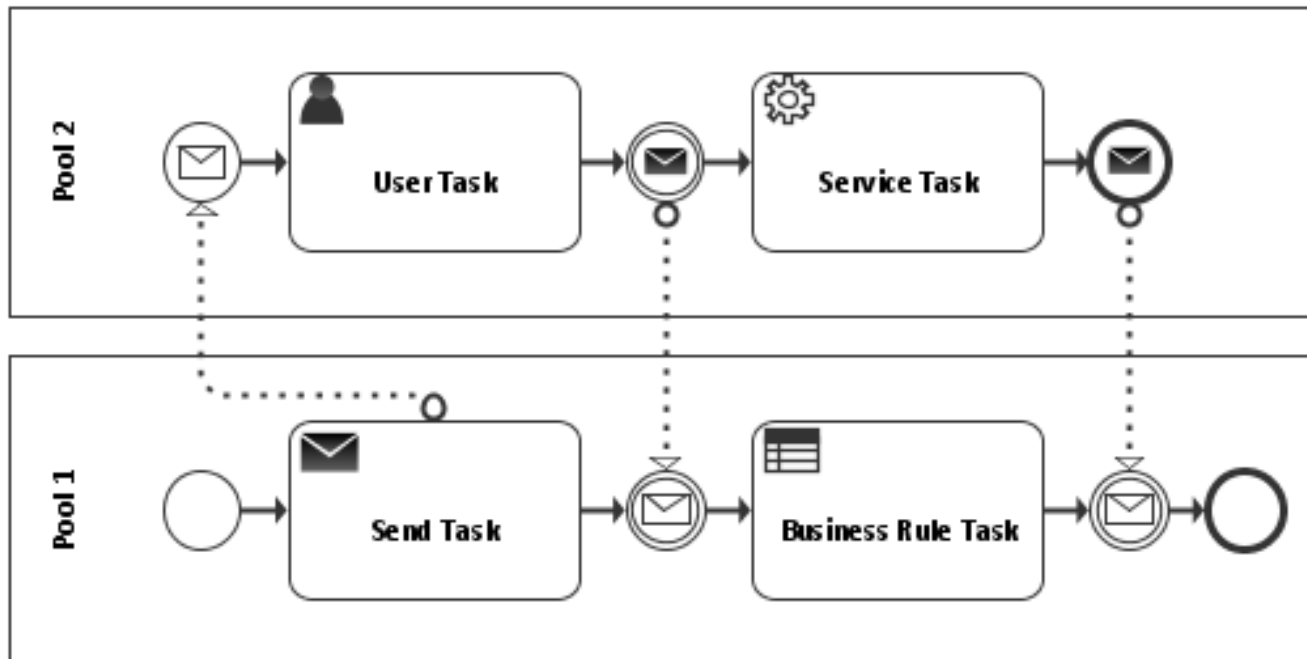 Pool 2
User Task
Service Task
Pool 1
Send Task
Business Rule Task